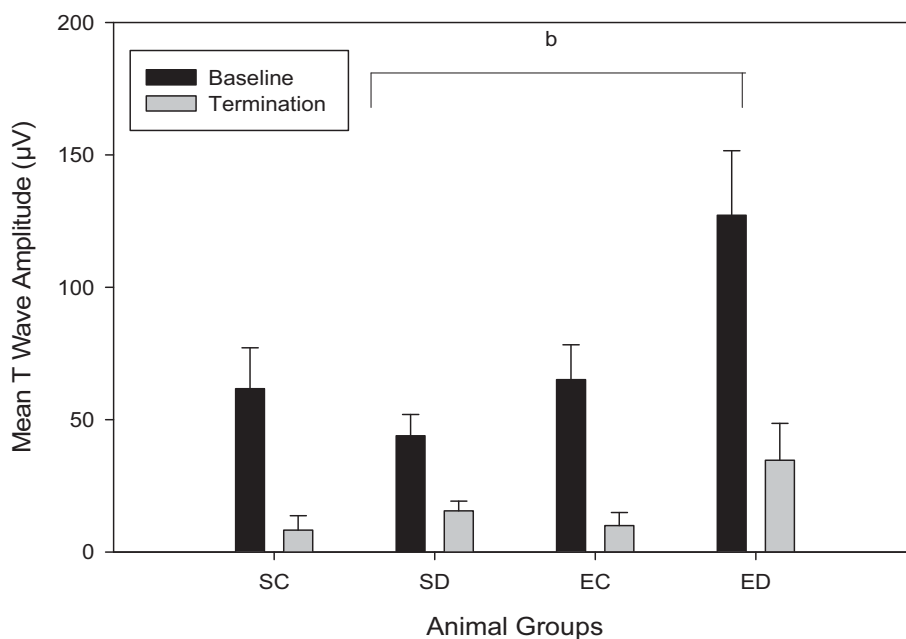 200
b
Baseline
Termination
150
100
50
0
Mean T Wave Amplitude (µV)
SC SD EC ED
Animal Groups